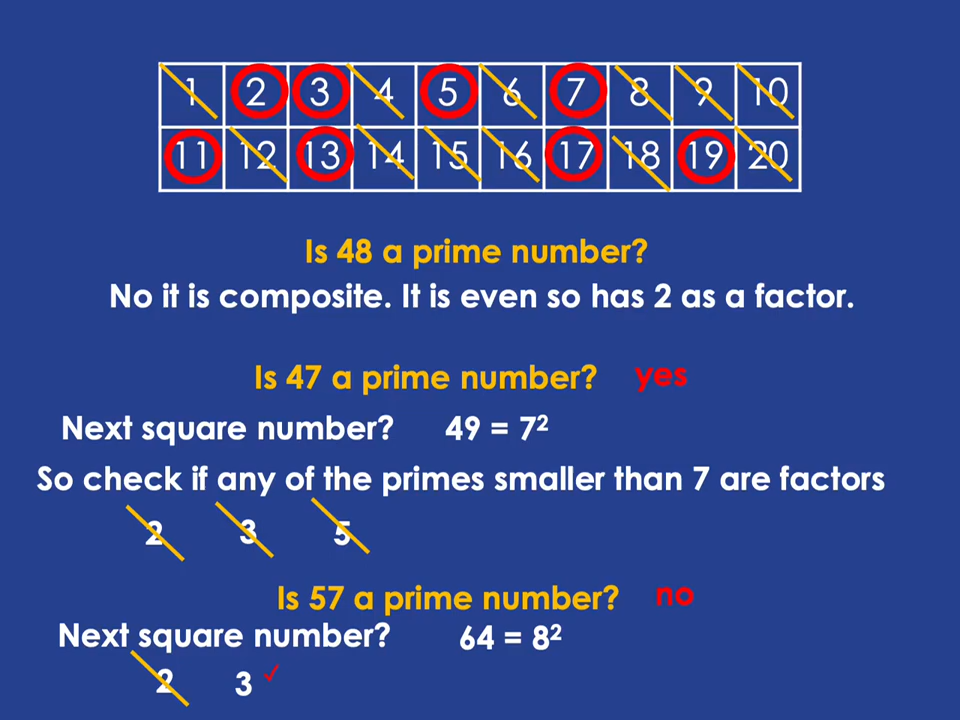 1 2 3 4 5 6 7 8 9 10
11 12 13 14 15 16 17 18 19 20
Is 48 a prime number?
No it is composite. It is even so has 2 as a factor.
Is 47 a prime number? yes
Next square number? 49 = 7²
So check if any of the primes smaller than 7 are factors
2 3 5
Is 57 a prime number? no
Next square number? 64 = 8²
2 3 ✓